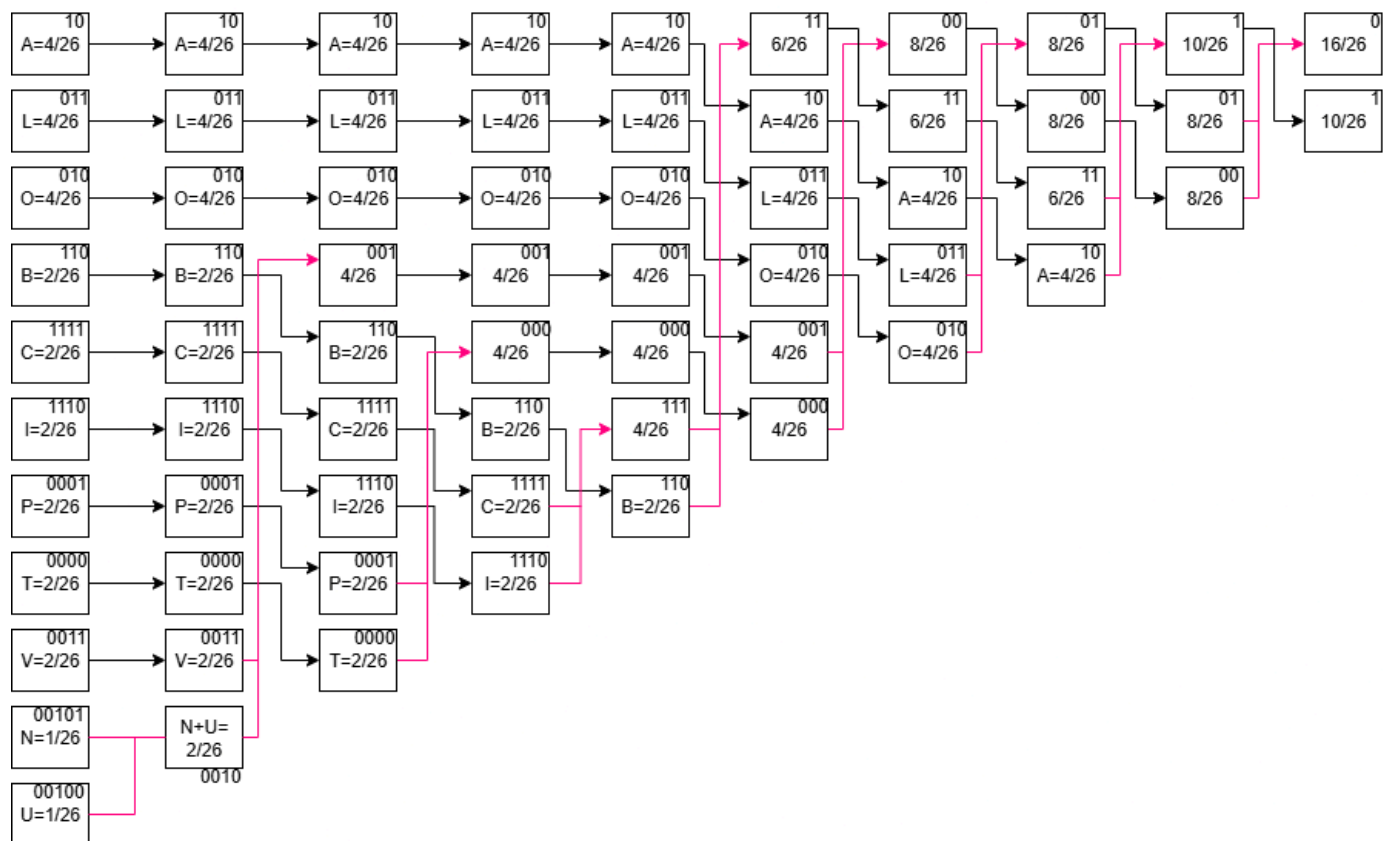 10 10 10 10 10 11 00 01 1 0
A=4/26 A=4/26 A=4/26 A=4/26 A=4/26 6/26 8/26 8/26 10/26 16/26
011 011 011 011 011 10 11 00 01 1
L=4/26 L=4/26 L=4/26 L=4/26 L=4/26 A=4/26 6/26 8/26 8/26 10/26
010 010 010 010 010 011 10 11 00
O=4/26 O=4/26 O=4/26 O=4/26 O=4/26 L=4/26 A=4/26 6/26 8/26
110 110 001 001 001 010 011 10
B=2/26 B=2/26 4/26 4/26 4/26 O=4/26 L=4/26 A=4/26
1111 1111 110 000 000 001 010
C=2/26 C=2/26 B=2/26 4/26 4/26 4/26 O=4/26
1110 1110 1111 110 111 000
I=2/26 I=2/26 C=2/26 B=2/26 4/26 4/26
0001 0001 1110 1111 110
P=2/26 P=2/26 I=2/26 C=2/26 B=2/26
0000 0000 0001 1110
T=2/26 T=2/26 P=2/26 I=2/26
0011 0011 0000
V=2/26 V=2/26 T=2/26
00101
N=1/26 N+U=
2/26
0010
00100
U=1/26